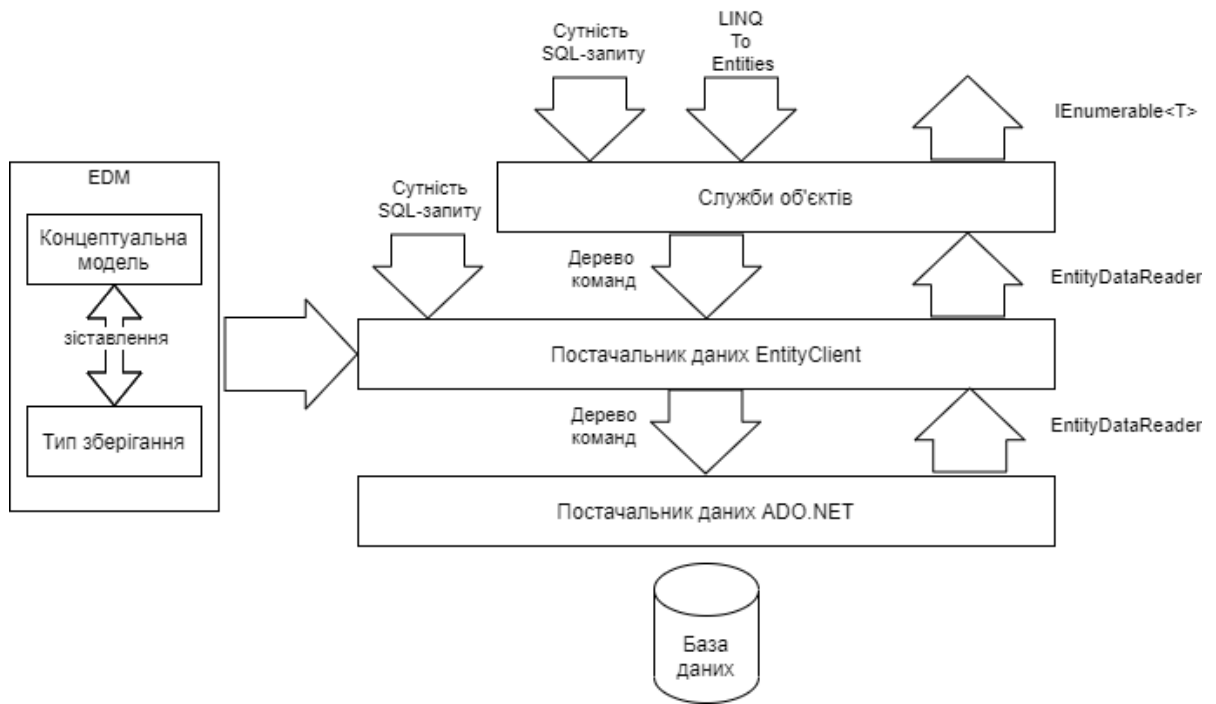 Сутність
SQL-запиту
LINQ
To
Entities
IEnumerable<T>
EDM
Служби об'єктів
Сутність
SQL-запиту
Концептуальна
модель
Дерево
команд
EntityDataReader
зіставлення
Постачальник даних EntityClient
Дерево
команд
EntityDataReader
Тип зберігання
Постачальник даних ADO.NET
База
даних